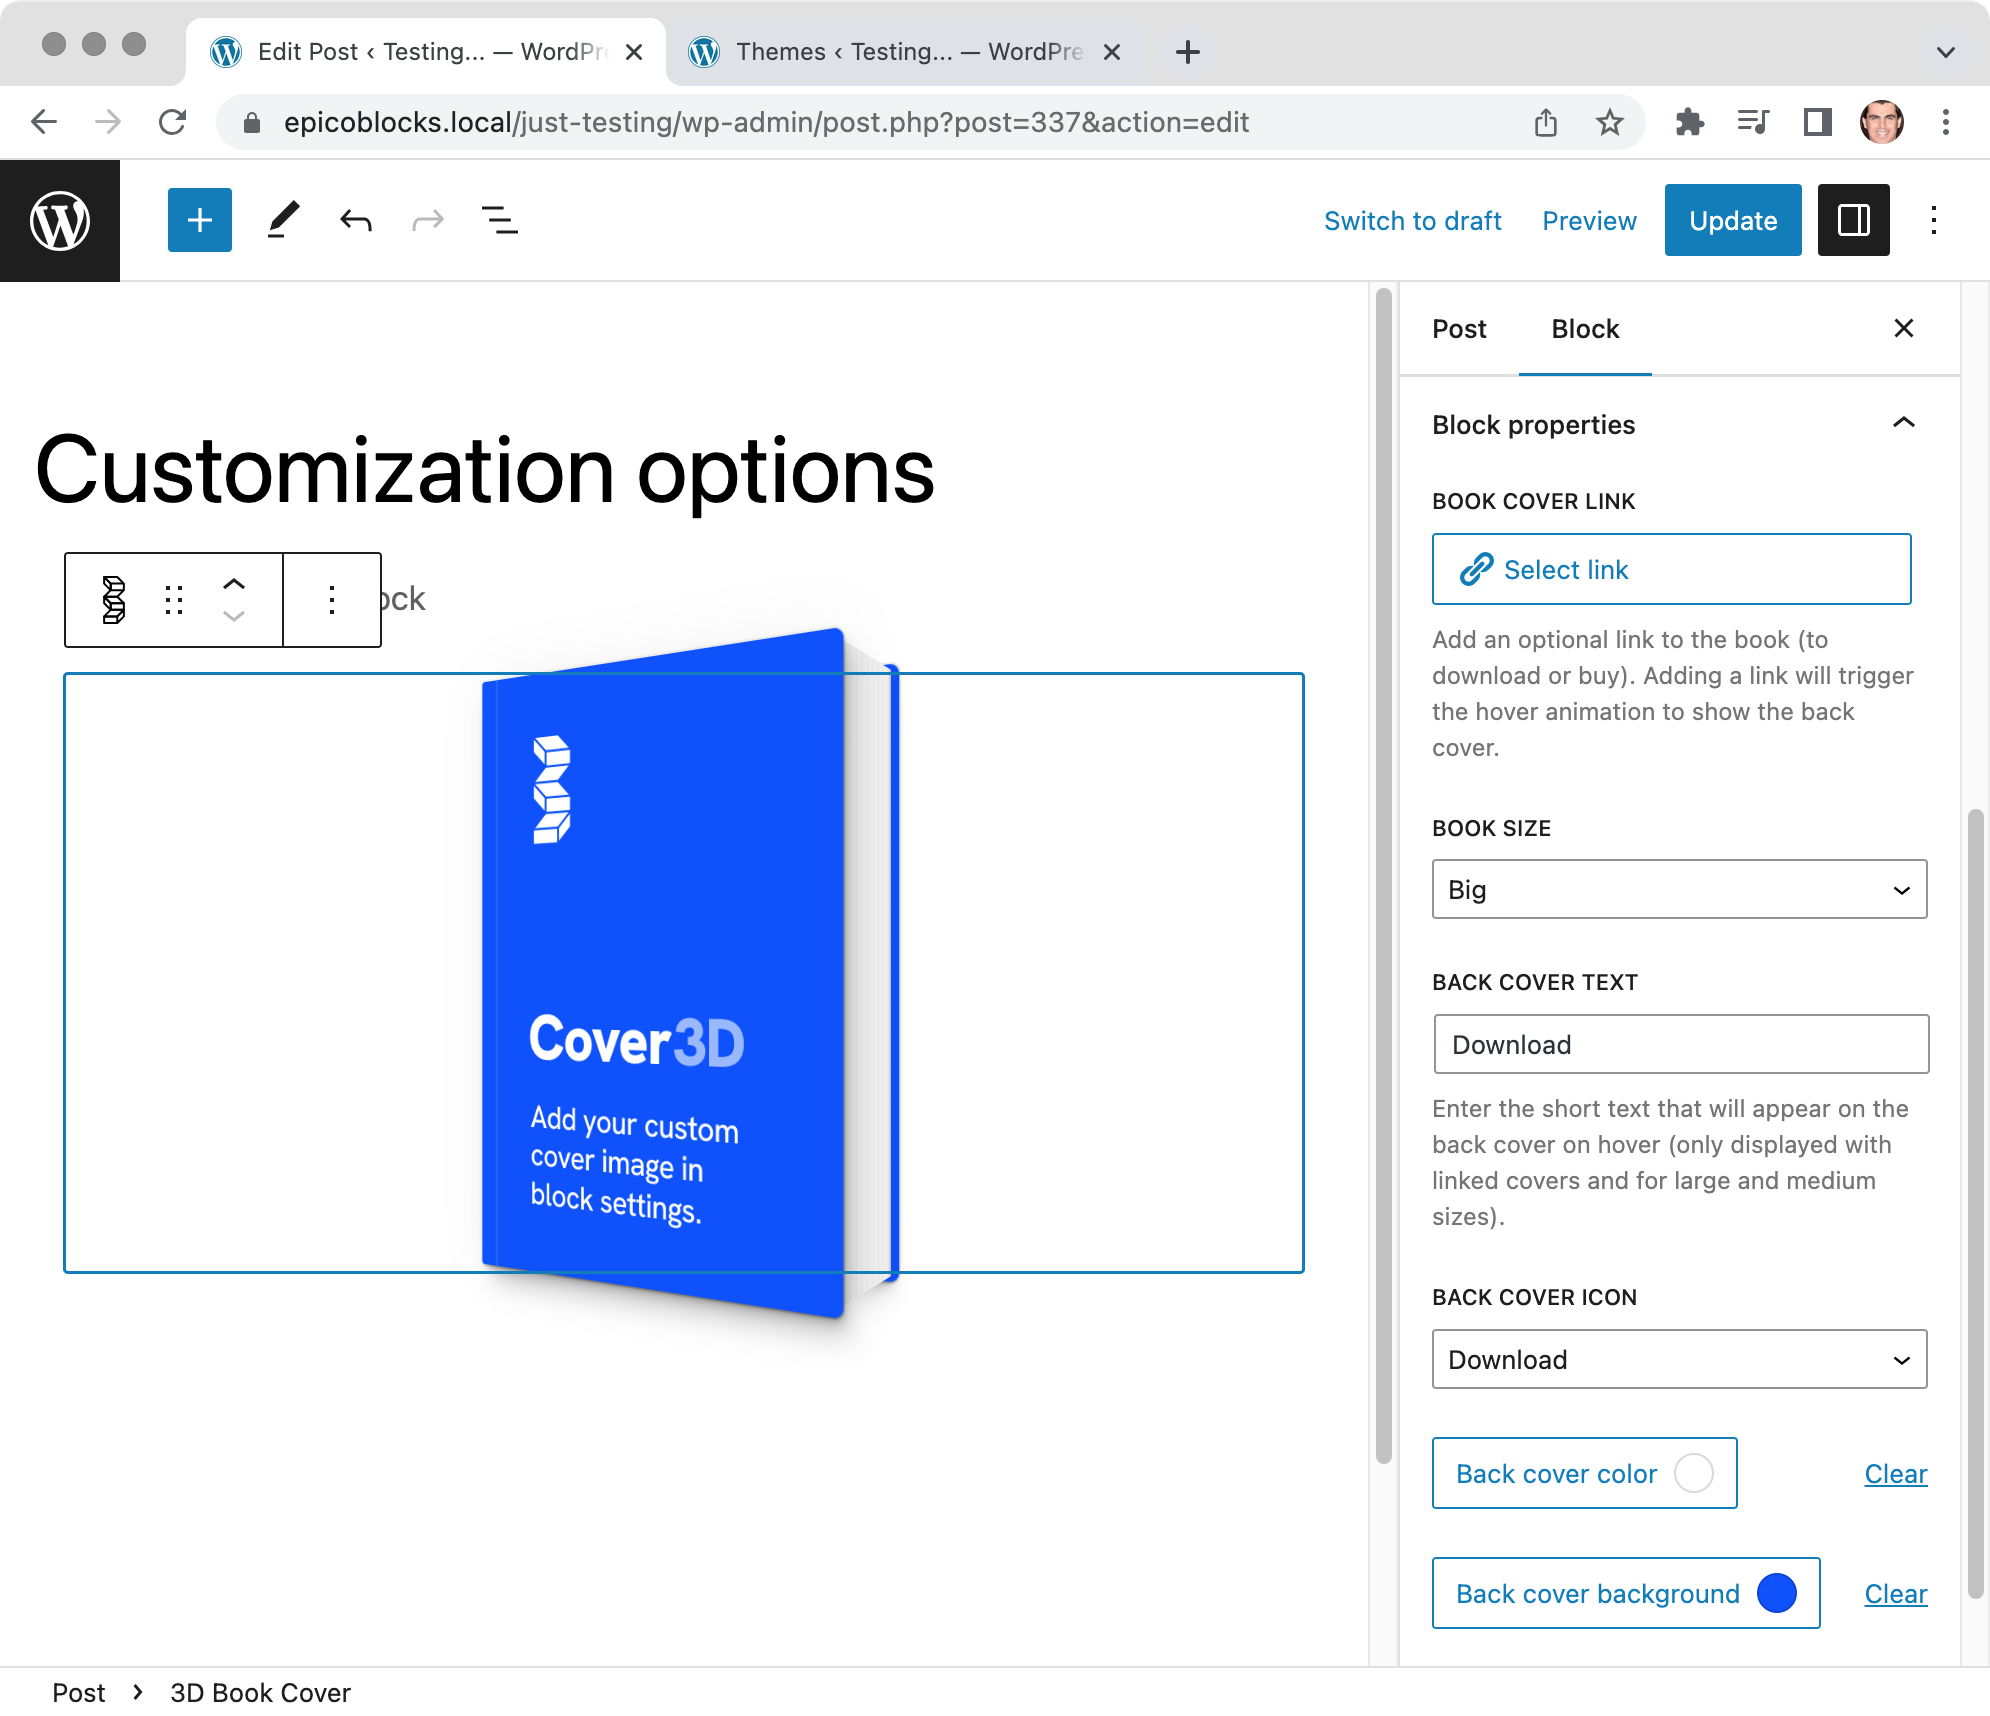 Edit Post ‹ Testing... — WordPr
Themes ‹ Testing... — WordPre
epicoblocks.local/just-testing/wp-admin/post.php?post=337&action=edit
Switch to draft
Preview
Update
Customization options
ock
Cover3D
Add your custom
cover image in
block settings.
Post
Block
Block properties
BOOK COVER LINK
Select link
Add an optional link to the book (to
download or buy). Adding a link will trigger
the hover animation to show the back
cover.
BOOK SIZE
Big
BACK COVER TEXT
Download
Enter the short text that will appear on the
back cover on hover (only displayed with
linked covers and for large and medium
sizes).
BACK COVER ICON
Download
Back cover color
Clear
Back cover background
Clear
Post › 3D Book Cover